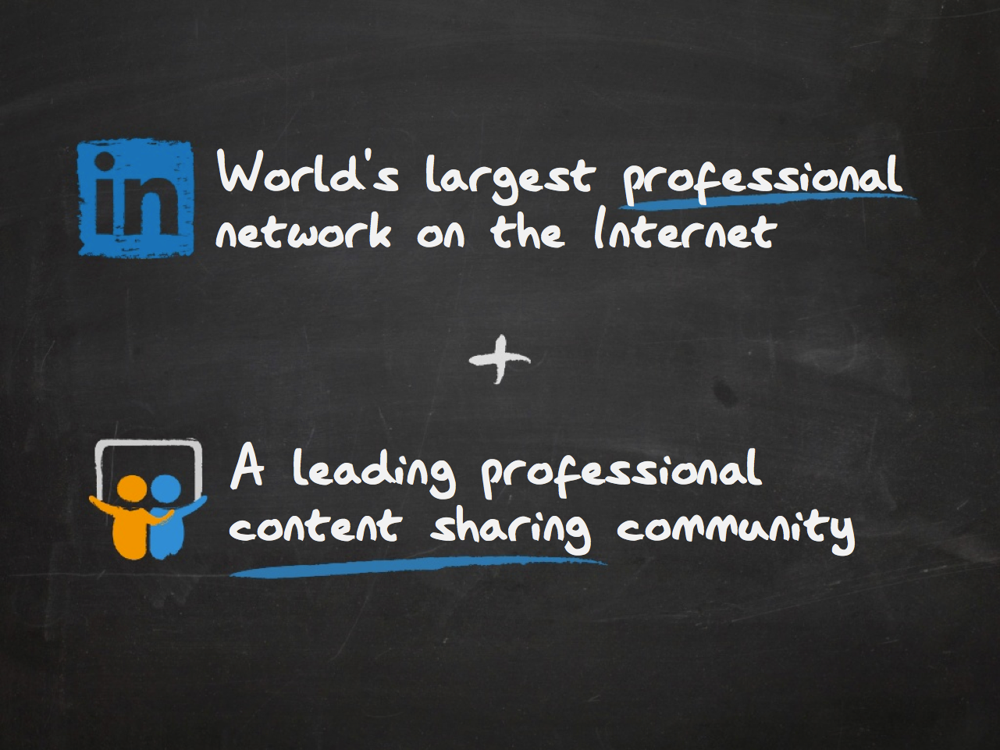 in
World's largest professional
network on the Internet
+
A leading professional
content sharing community